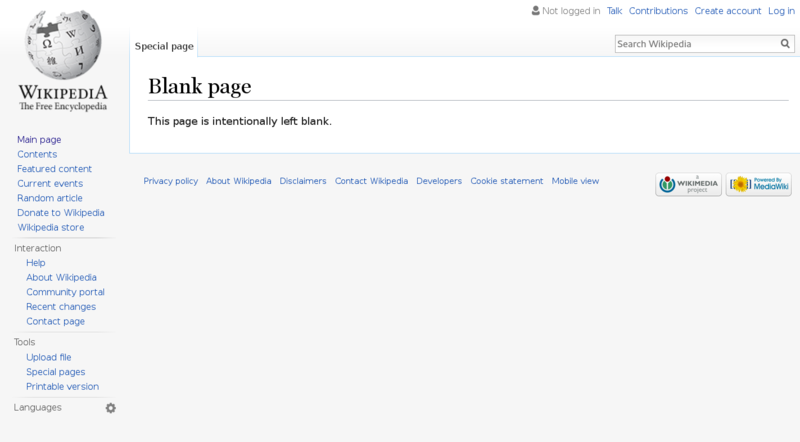 Not logged in Talk Contributions Create account Log in
Special page
Search Wikipedia
WIKIPEDIA
The Free Encyclopedia
Main page
Contents
Featured content
Current events
Random article
Donate to Wikipedia
Wikipedia store
Interaction
Help
About Wikipedia
Community portal
Recent changes
Contact page
Tools
Upload file
Special pages
Printable version
Languages
Blank page
This page is intentionally left blank.
Privacy policy About Wikipedia Disclaimers Contact Wikipedia Developers Cookie statement Mobile view
A
WIKIMEDIA
project
Powered By
MediaWiki